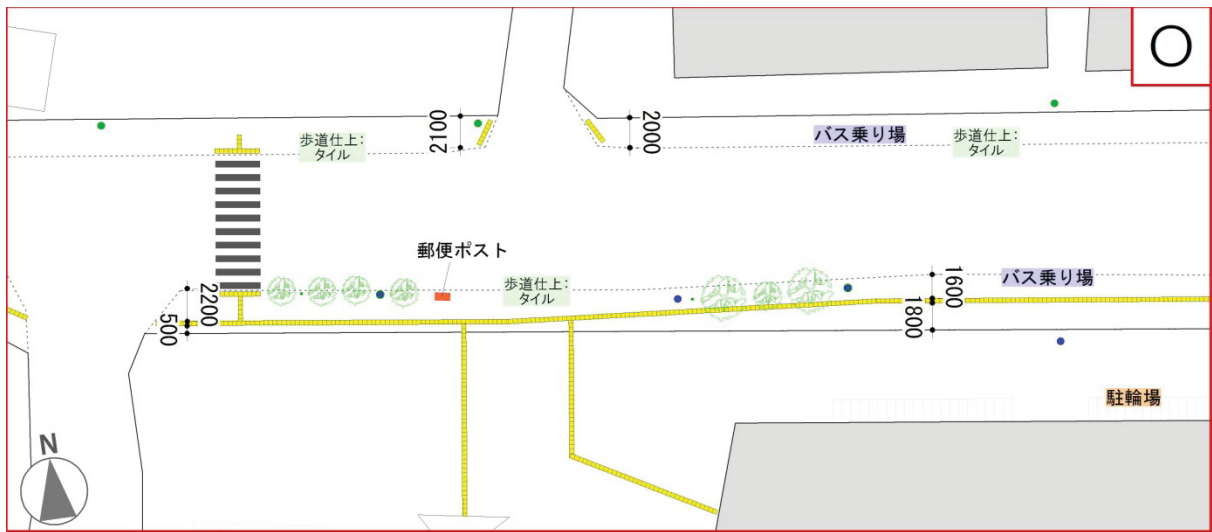 O
2100
歩道仕上:
タイル
2000
バス乗り場
歩道仕上:
タイル
郵便ポスト
2200
500
歩道仕上:
タイル
1600
1800
バス乗り場
駐輪場
N